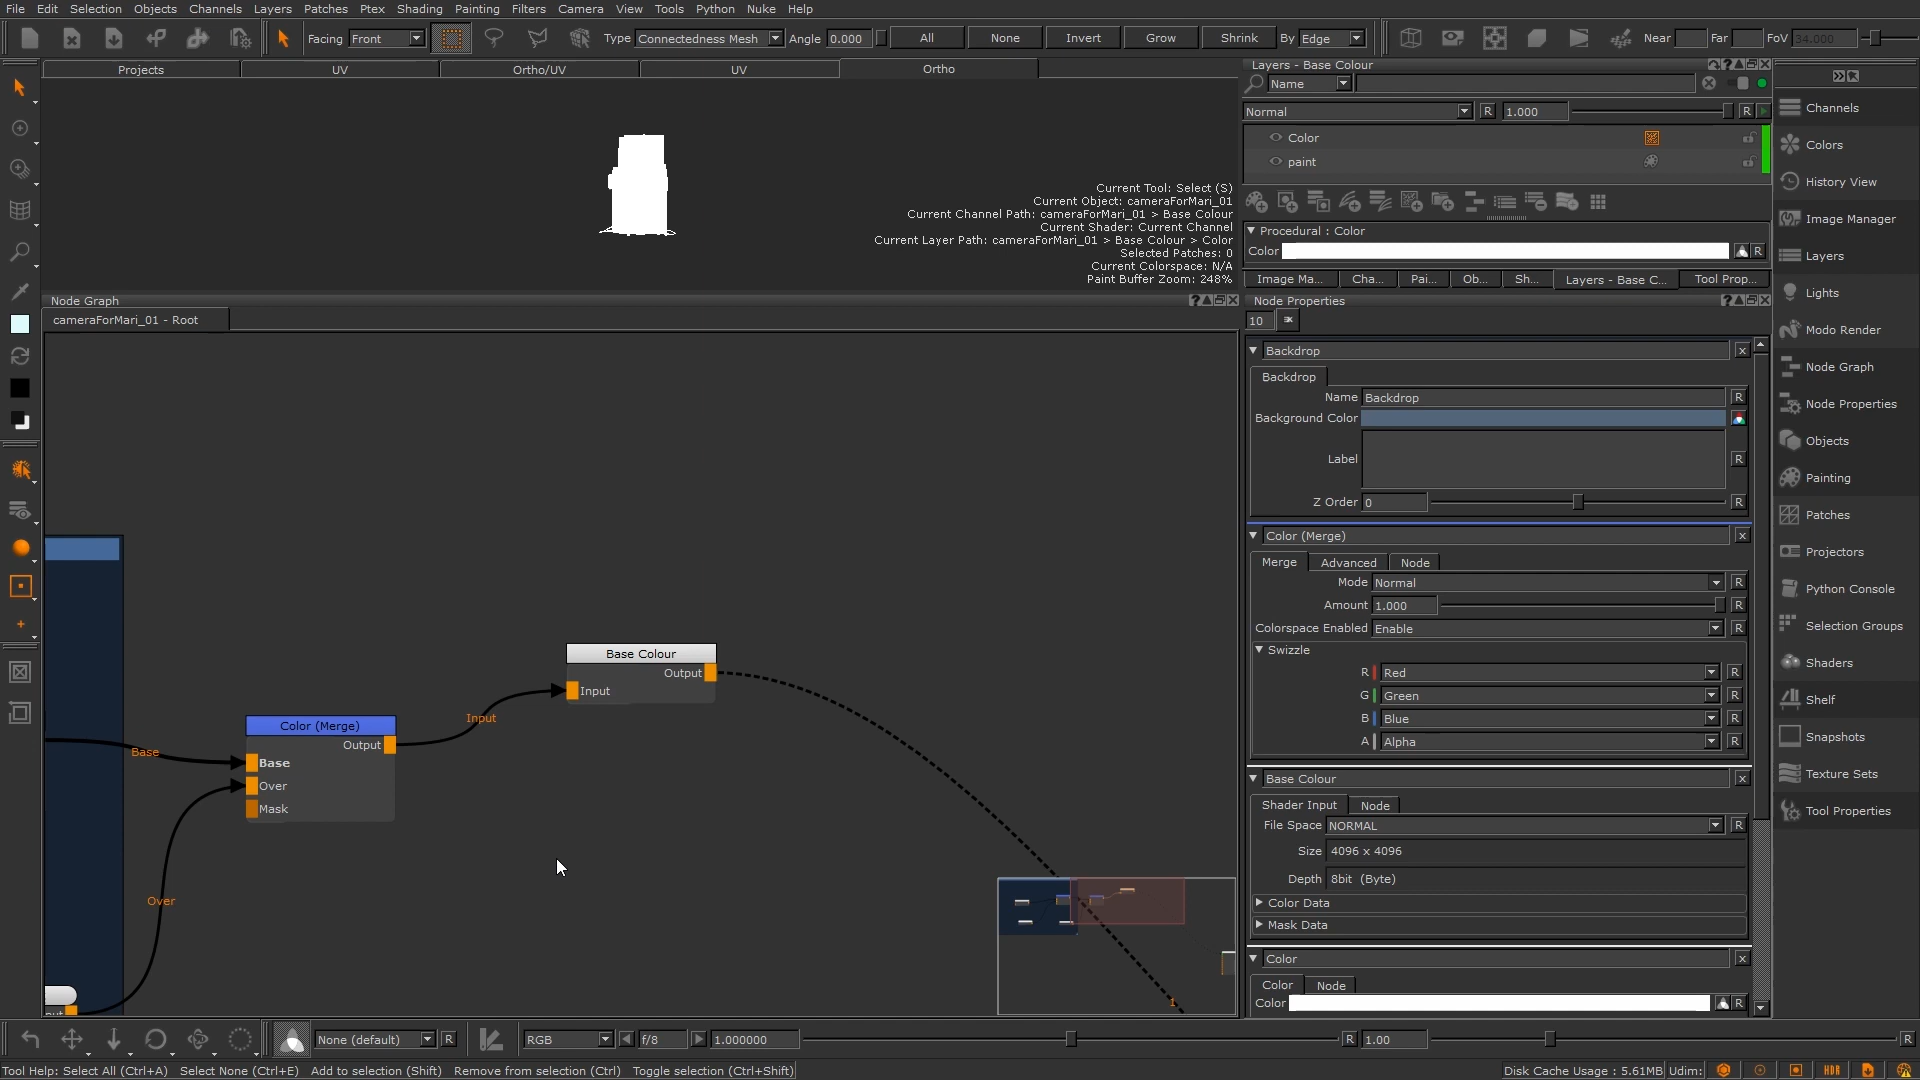 File Edit Selection Objects Channels Layers Patches Ptex Shading Painting Filters Camera View Tools Python Nuke Help
Facing Front Type Connectedness Mesh Angle 0.000 All None Invert Grow Shrink By Edge Near Far FoV 34.000
Projects UV Ortho/UV UV Ortho
Layers - Base Colour
Name
Normal R 1.000 R
Color
paint
Procedural : Color
Color R
Image Ma... Cha... Pai... Ob... Sh... Layers - Base C... Tool Prop...
Current Tool: Select (S)
Current Object: cameraForMari_01
Current Channel Path: cameraForMari_01 > Base Colour
Current Shader: Current Channel
Current Layer Path: cameraForMari_01 > Base Colour > Color
Selected Patches: 0
Current Colorspace: N/A
Paint Buffer Zoom: 248%
Node Graph
cameraForMari_01 - Root
Base Colour
Output
Input
Input
Color (Merge)
Output
Base
Over
Mask
Base
Over
1
Node Properties
10
Backdrop
Backdrop
Name Backdrop R
Background Color
Label R
Z Order 0 R
Color (Merge)
Merge Advanced Node
Mode Normal R
Amount 1.000 R
Colorspace Enabled Enable R
Swizzle
R Red R
G Green R
B Blue R
A Alpha R
Base Colour
Shader Input Node
File Space NORMAL R
Size 4096 x 4096
Depth 8bit (Byte)
Color Data
Mask Data
Color
Color Node
Color R
Channels
Colors
History View
Image Manager
Layers
Lights
Modo Render
Node Graph
Node Properties
Objects
Painting
Patches
Projectors
Python Console
Selection Groups
Shaders
Shelf
Snapshots
Texture Sets
Tool Properties
None (default) R RGB f/8 1.000000 R 1.00 R
Tool Help: Select All (Ctrl+A) Select None (Ctrl+E) Add to selection (Shift) Remove from selection (Ctrl) Toggle selection (Ctrl+Shift) Disk Cache Usage : 5.61MB Udim: HDR